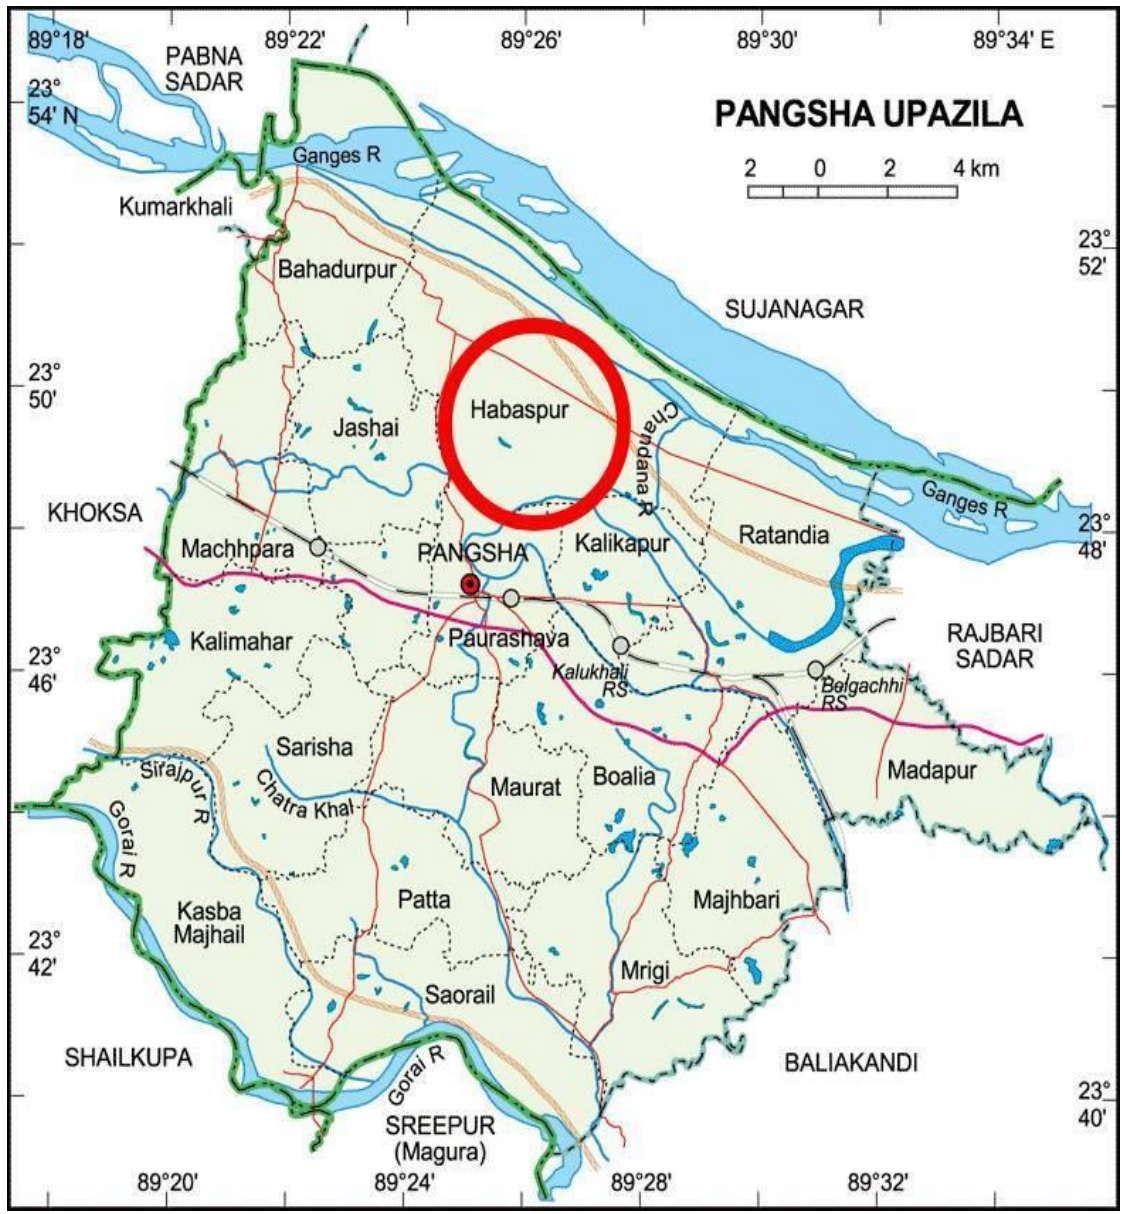 89°18'
89°22'
89°26'
89°30'
89°34' E
PABNA
SADAR
23°
54' N
PANGSHA UPAZILA
2 0 4 km
Ganges R
Kumarkhali
23°
52'
Bahadurpur
SUJANAGAR
23°
50'
Habaspur
Jashai
Chandana R
Ganges R
KHOKSA
23°
48'
Machhpara
PANGSHA
Kalikapur
Ratandia
Kalimahar
Paurashava
RAJBARI
SADAR
23°
46'
Kalukhali
RS
Belgachhi
RS
Sarisha
Sirajpur R
Chatra Khal
Maurat
Boalia
Madapur
Gorai R
Kasba
Majhail
Patta
Majhbari
23°
42'
Saorail
Mrigi
SHAILKUPA
Gorai R
BALIAKANDI
SREEPUR
(Magura)
23°
40'
89°20'
89°24'
89°28'
89°32'